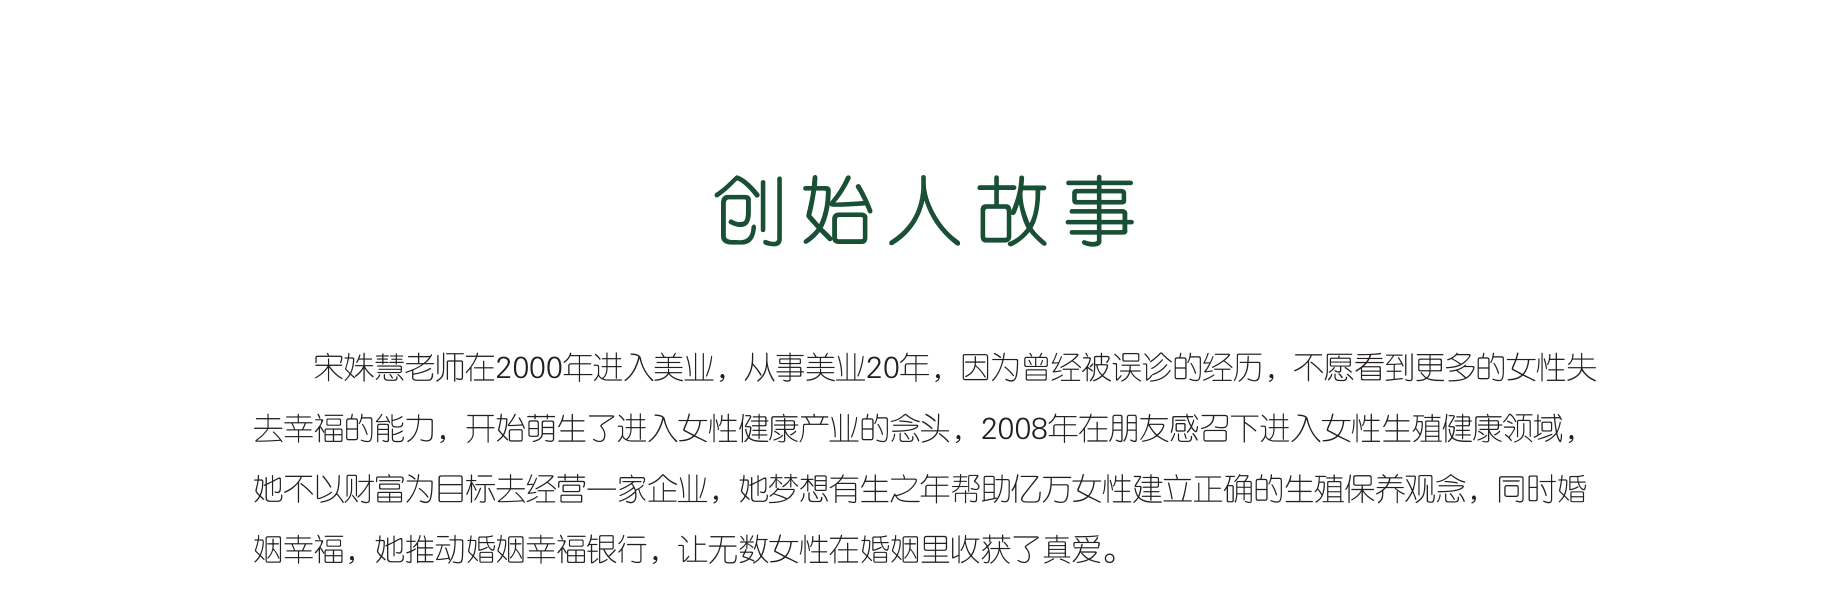 创始人故事
宋姝慧老师在2000年进入美业，从事美业20年，因为曾经被误诊的经历，不愿看到更多的女性失
去幸福的能力，开始萌生了进入女性健康产业的念头，2008年在朋友感召下进入女性生殖健康领域，
她不以财富为目标去经营一家企业，她梦想有生之年帮助亿万女性建立正确的生殖保养观念，同时婚
姻幸福，她推动婚姻幸福银行，让无数女性在婚姻里收获了真爱。